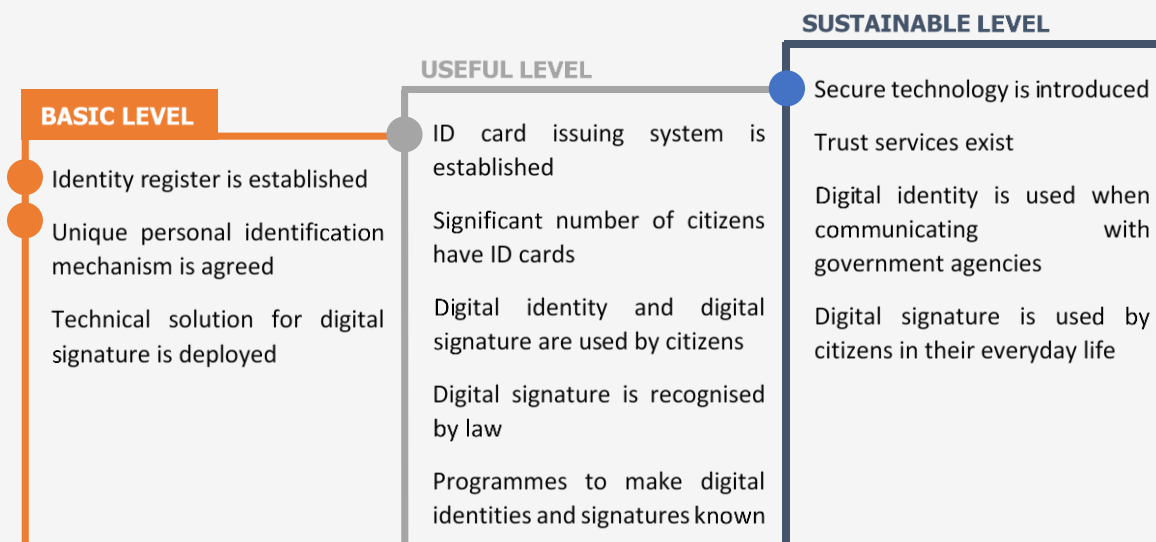 BASIC LEVEL
Identity register is established
Unique personal identification
mechanism is agreed
Technical solution for digital
signature is deployed
USEFUL LEVEL
ID card issuing system is
established
Significant number of citizens
have ID cards
Digital identity and digital
signature are used by citizens
Digital signature is recognised
by law
Programmes to make digital
identities and signatures known
SUSTAINABLE LEVEL
Secure technology is introduced
Trust services exist
Digital identity is used when
communicating with
government agencies
Digital signature is used by
citizens in their everyday life